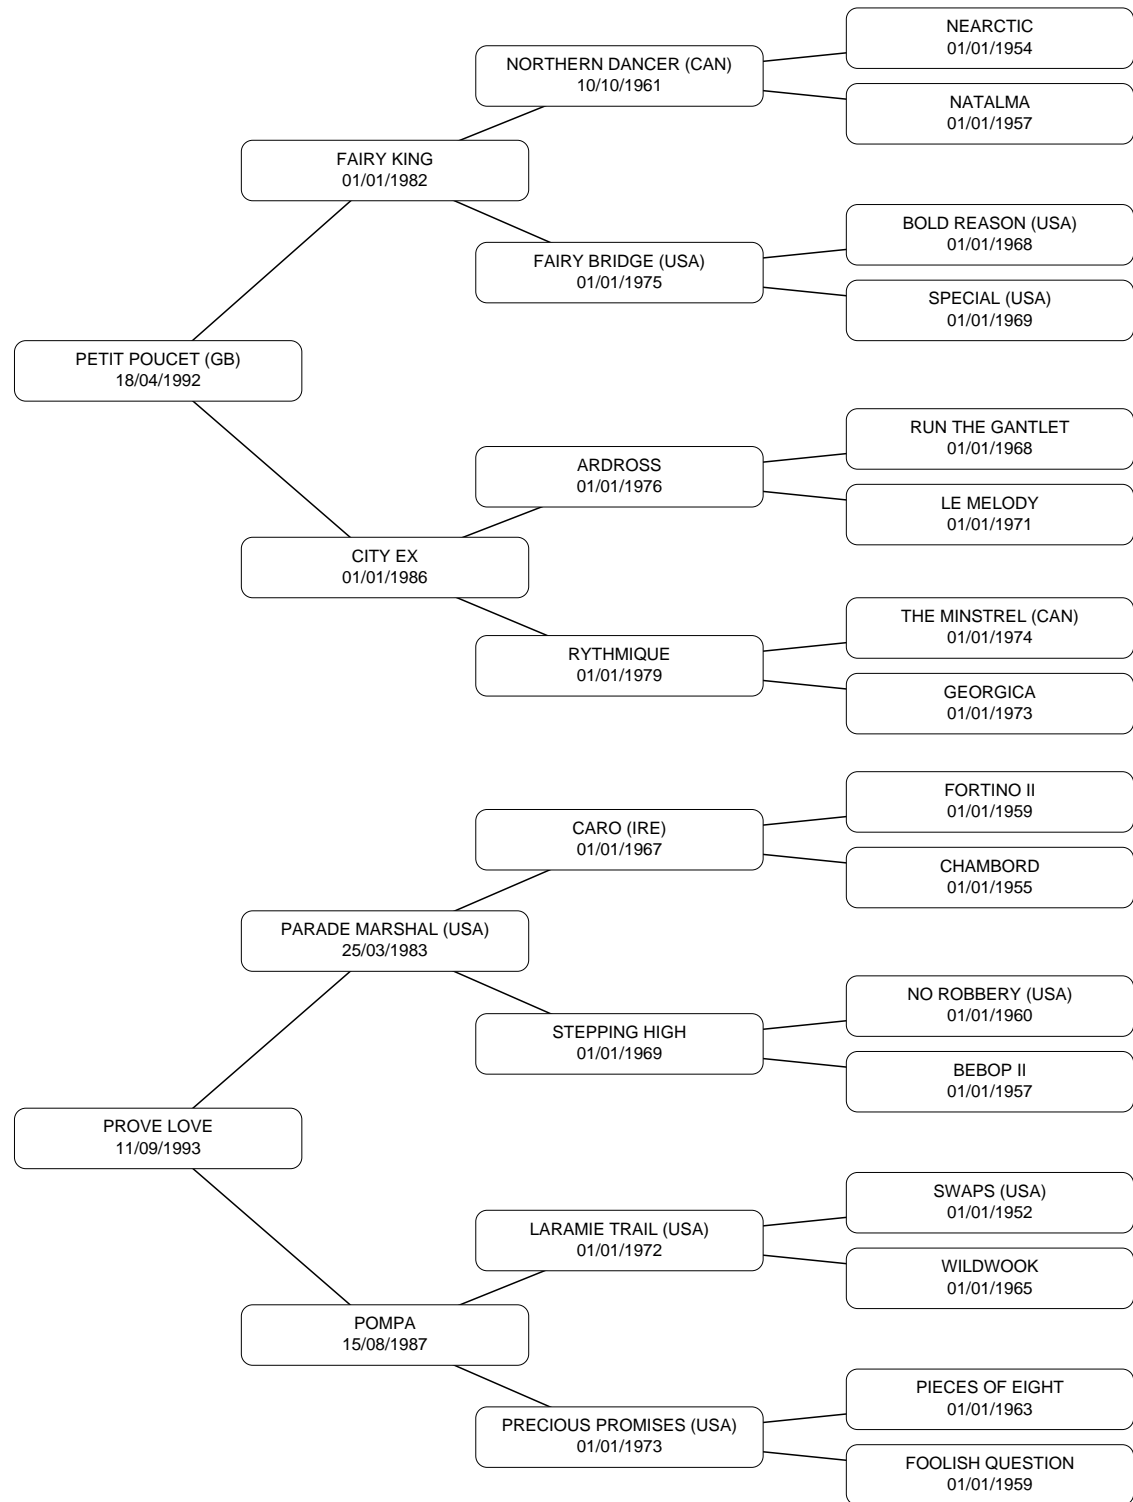 NEARCTIC
01/01/1954
NORTHERN DANCER (CAN)
10/10/1961
NATALMA
01/01/1957
FAIRY KING
01/01/1982
BOLD REASON (USA)
01/01/1968
FAIRY BRIDGE (USA)
01/01/1975
SPECIAL (USA)
01/01/1969
PETIT POUCET (GB)
18/04/1992
RUN THE GANTLET
01/01/1968
ARDROSS
01/01/1976
LE MELODY
01/01/1971
CITY EX
01/01/1986
THE MINSTREL (CAN)
01/01/1974
RYTHMIQUE
01/01/1979
GEORGICA
01/01/1973
FORTINO II
01/01/1959
CARO (IRE)
01/01/1967
CHAMBORD
01/01/1955
PARADE MARSHAL (USA)
25/03/1983
NO ROBBERY (USA)
01/01/1960
STEPPING HIGH
01/01/1969
BEBOP II
01/01/1957
PROVE LOVE
11/09/1993
SWAPS (USA)
01/01/1952
LARAMIE TRAIL (USA)
01/01/1972
WILDWOOK
01/01/1965
POMPA
15/08/1987
PIECES OF EIGHT
01/01/1963
PRECIOUS PROMISES (USA)
01/01/1973
FOOLISH QUESTION
01/01/1959